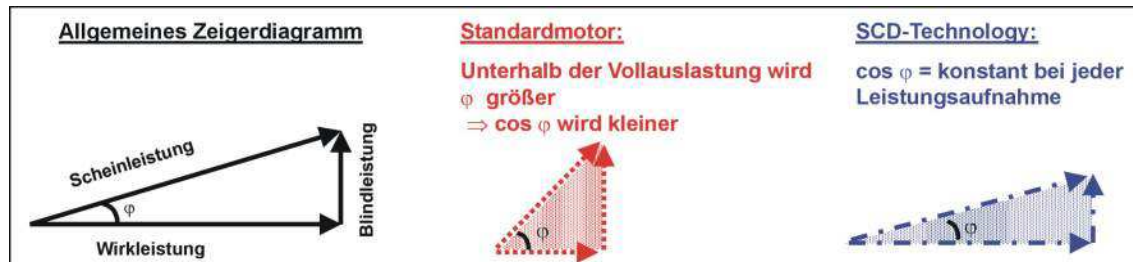 Allgemeines Zeigerdiagramm
Scheinleistung
φ
Wirkleistung
Blindleistung
Standardmotor:
Unterhalb der Vollauslastung wird
φ größer
⇒ cos φ wird kleiner
φ
SCD-Technology:
cos φ = konstant bei jeder
Leistungsaufnahme
φ